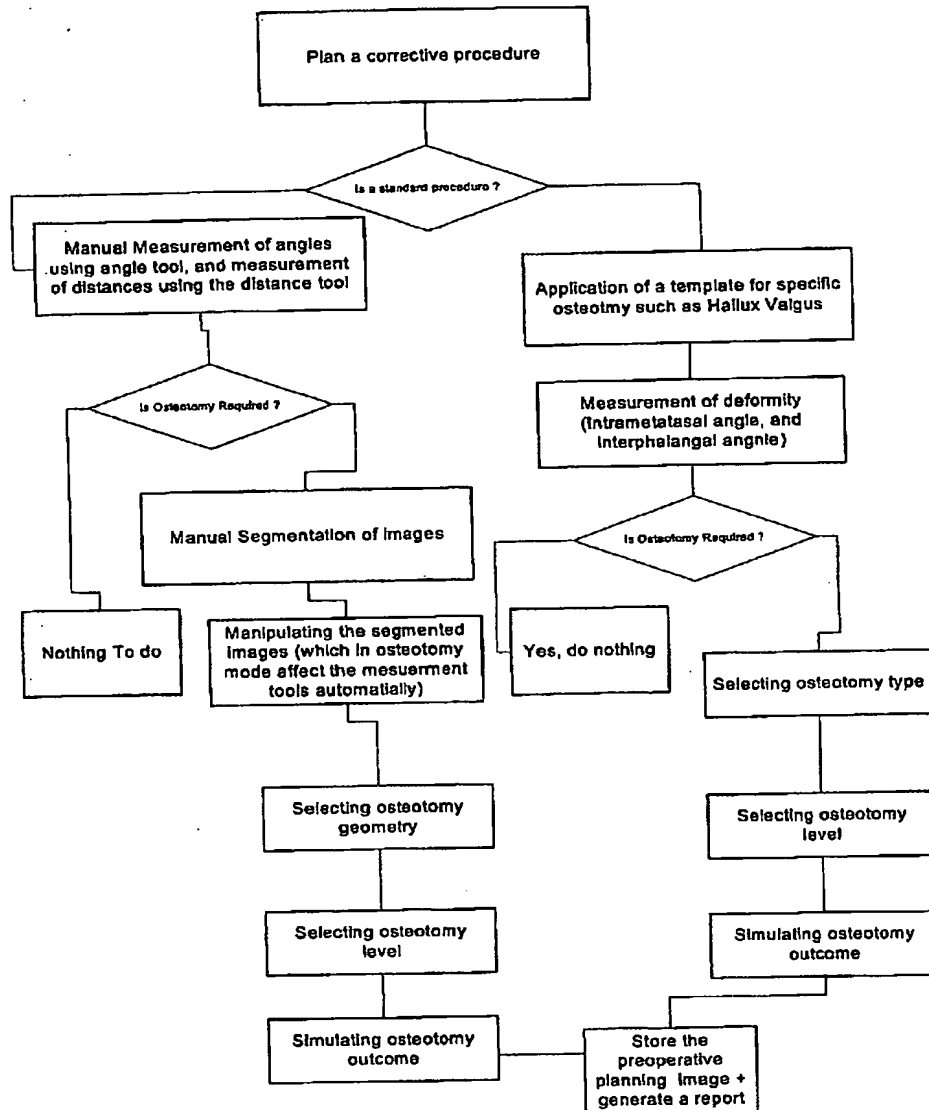 Plan a corrective procedure
Is a standard procedure ?
Manual Measurement of angles
using angle tool, and measurement
of distances using the distance tool
Application of a template for specific
osteotmy such as Hallux Valgus
Is Osteotomy Required ?
Measurement of deformity
(Intrametatasal angle, and
Interphalangal angnle)
Manual Segmentation of Images
Is Osteotomy Required ?
Nothing To do
Manipulating the segmented
Images (which in osteotomy
mode affect the mesuerment
tools automatially)
Yes, do nothing
Selecting osteotomy type
Selecting osteotomy
geometry
Selecting osteotomy
level
Selecting osteotomy
level
Simulating osteotomy
outcome
Simulating osteotomy
outcome
Store the
preoperative
planning Image +
generate a report